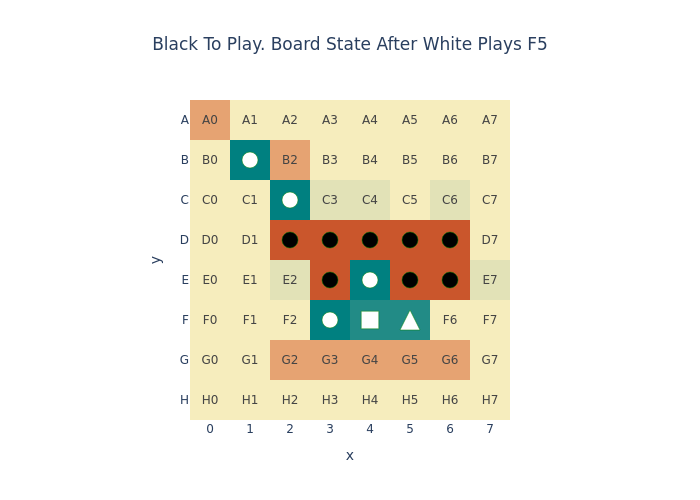 Black To Play. Board State After White Plays F5
A A0 A1 A2 A3 A4 A5 A6 A7
B B0 B2 B3 B4 B5 B6 B7
C C0 C1 C3 C4 C5 C6 C7
D D0 D1 D7
E E0 E1 E2 E7
F F0 F1 F2 F6 F7
G G0 G1 G2 G3 G4 G5 G6 G7
H H0 H1 H2 H3 H4 H5 H6 H7
0 1 2 3 4 5 6 7
x
y